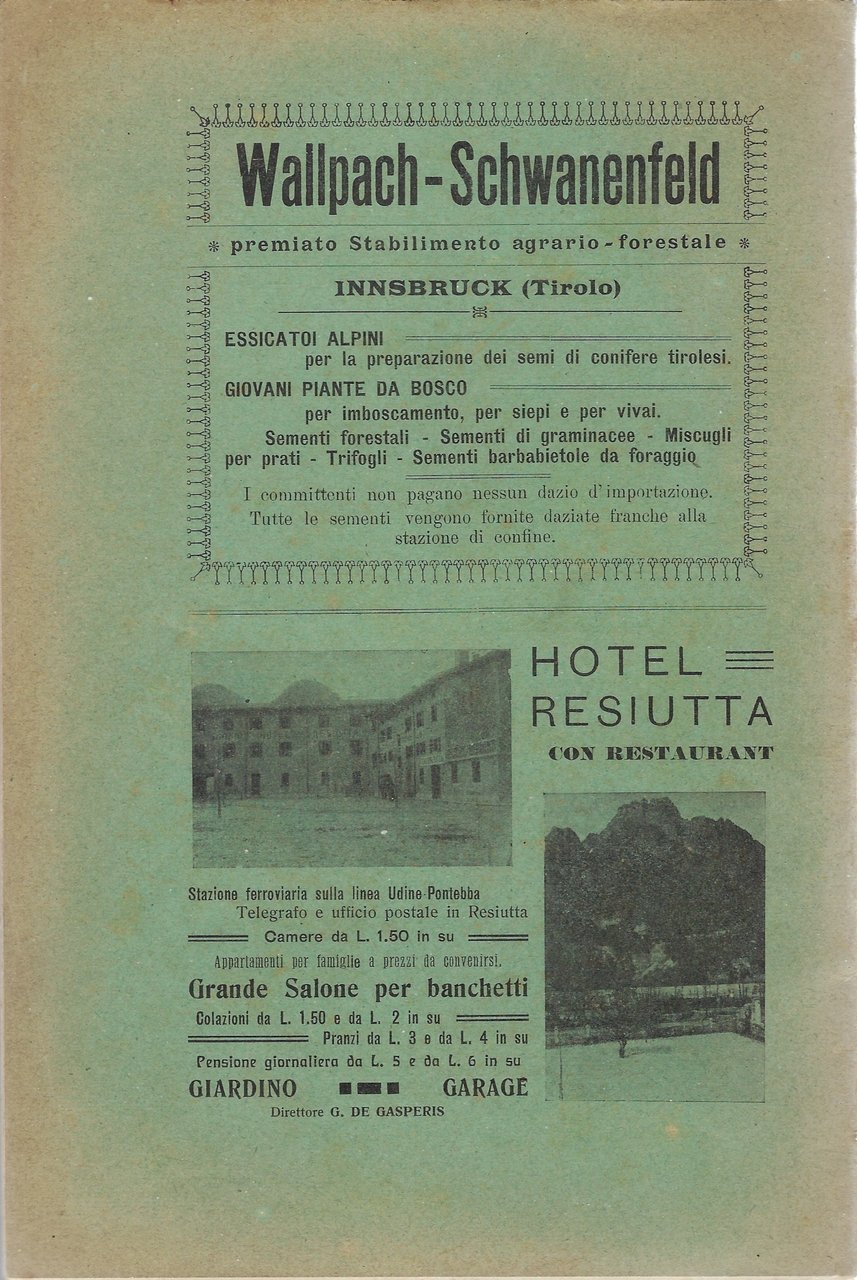 Wallpach-Schwanenfeld
* premiato Stabilimento agrario-forestale *
INNSBRUCK (Tirolo)
ESSICATOI ALPINI
per la preparazione dei semi di conifere tirolesi.
GIOVANI PIANTE DA BOSCO
per imboscamento, per siepi e per vivai.
Sementi forestali - Sementi di graminacee - Miscugli
per prati - Trifogli - Sementi barbabietole da foraggio
I committenti non pagano nessun dazio d'importazione.
Tutte le sementi vengono fornite daziate franche alla
stazione di confine.
HOTEL
RESIUTTA
CON RESTAURANT
Stazione ferroviaria sulla linea Udine-Pontebba
Telegrafo e ufficio postale in Resiutta
Camere da L. 1.50 in su
Appartamenti per famiglie a prezzi da convenirsi.
Grande Salone per banchetti
Colazioni da L. 1.50 e da L. 2 in su
Pranzi da L. 3 e da L. 4 in su
Pensione giornaliera da L. 5 e da L. 6 in su
GIARDINO GARAGE
Direttore G. DE GASPERIS